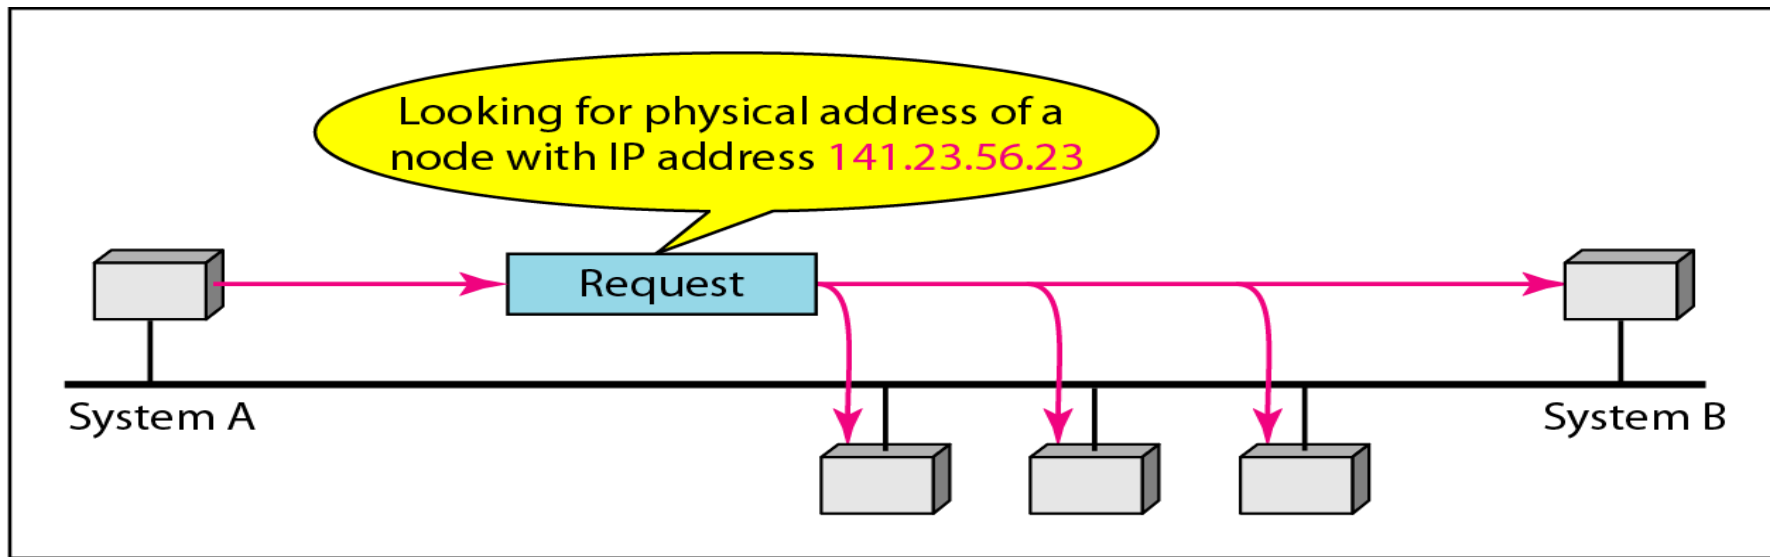 Looking for physical address of a
node with IP address 141.23.56.23
Request
System A
System B